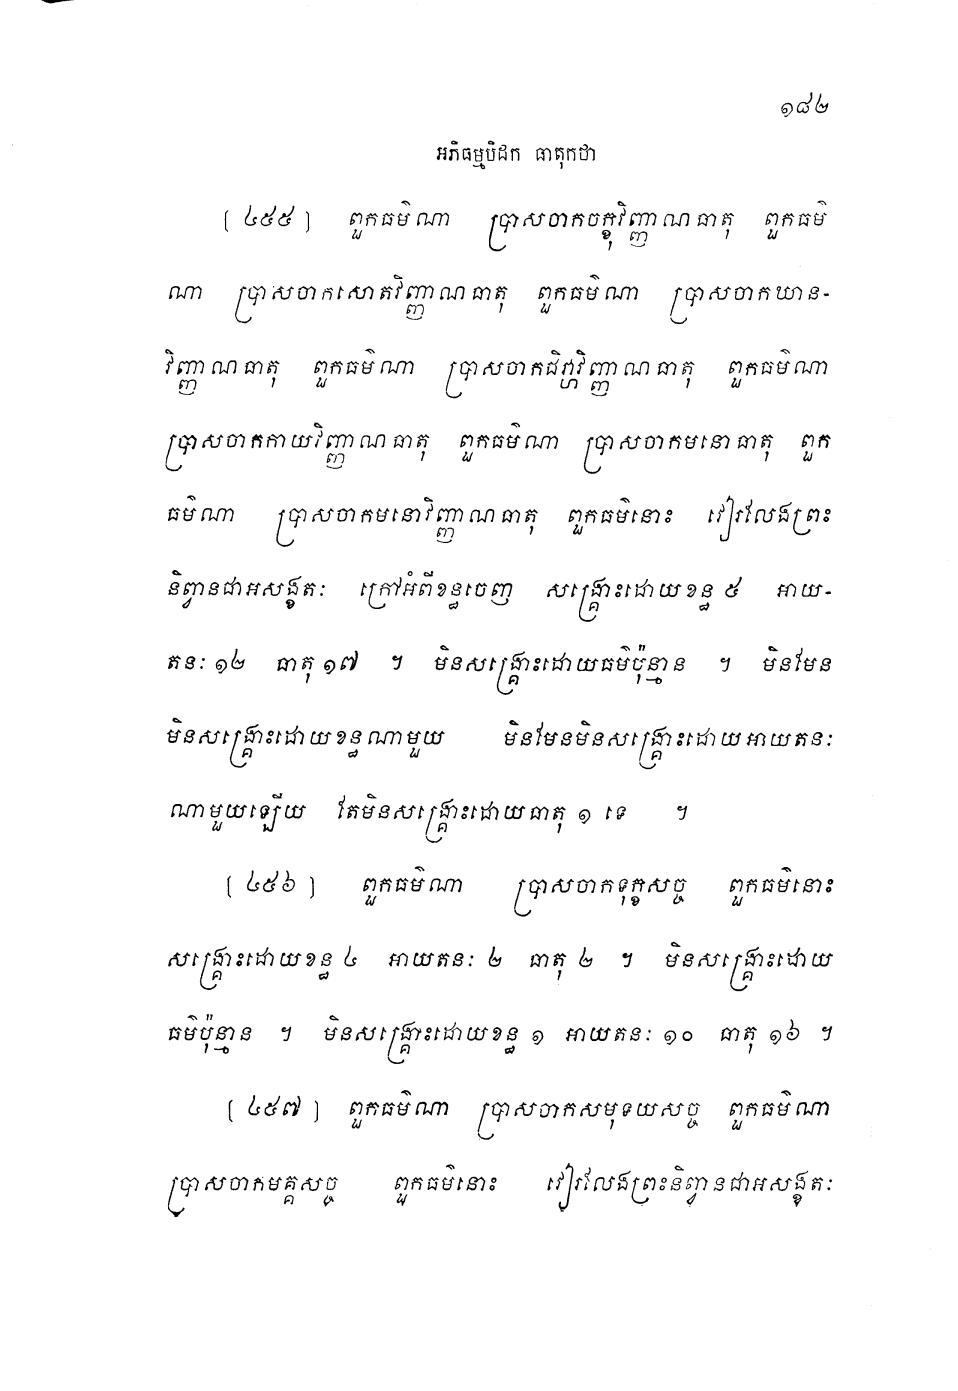 ១៨២
អភិធម្មបិដក ធាតុកថា
[ ៤៥៥ ] ពួកធម៌ណា ប្រាសចាកចក្ខុវិញ្ញាណធាតុ ពួកធម៌
ណា ប្រាសចាកសោតវិញ្ញាណធាតុ ពួកធម៌ណា ប្រាសចាកឃាន-
វិញ្ញាណធាតុ ពួកធម៌ណា ប្រាសចាកជិវ្ហាវិញ្ញាណធាតុ ពួកធម៌ណា
ប្រាសចាកកាយវិញ្ញាណធាតុ ពួកធម៌ណា ប្រាសចាកមនោធាតុ ពួក
ធម៌ណា ប្រាសចាកមនោវិញ្ញាណធាតុ ពួកធម៌នោះ វៀរលែងព្រះ
និព្វានជាអសង្ខតៈ ក្រៅអំពីខន្ធចេញ សង្គ្រោះដោយខន្ធ ៥ អាយ-
តនៈ ១២ ធាតុ ១៧ ។ មិនសង្គ្រោះដោយធម៌ប៉ុន្មាន ។ មិនមែន
មិនសង្គ្រោះដោយខន្ធណាមួយ មិនមែនមិនសង្គ្រោះដោយអាយតនៈ
ណាមួយឡើយ តែមិនសង្គ្រោះដោយធាតុ ១ ទេ ។
[ ៤៥៦ ] ពួកធម៌ណា ប្រាសចាកទុក្ខសច្ច ពួកធម៌នោះ
សង្គ្រោះដោយខន្ធ ៤ អាយតនៈ ២ ធាតុ ២ ។ មិនសង្គ្រោះដោយ
ធម៌ប៉ុន្មាន ។ មិនសង្គ្រោះដោយខន្ធ ១ អាយតនៈ ១០ ធាតុ ១៦ ។
[ ៤៥៧ ] ពួកធម៌ណា ប្រាសចាកសមុទយសច្ច ពួកធម៌ណា
ប្រាសចាកមគ្គសច្ច ពួកធម៌នោះ វៀរលែងព្រះនិព្វានជាអសង្ខតៈ